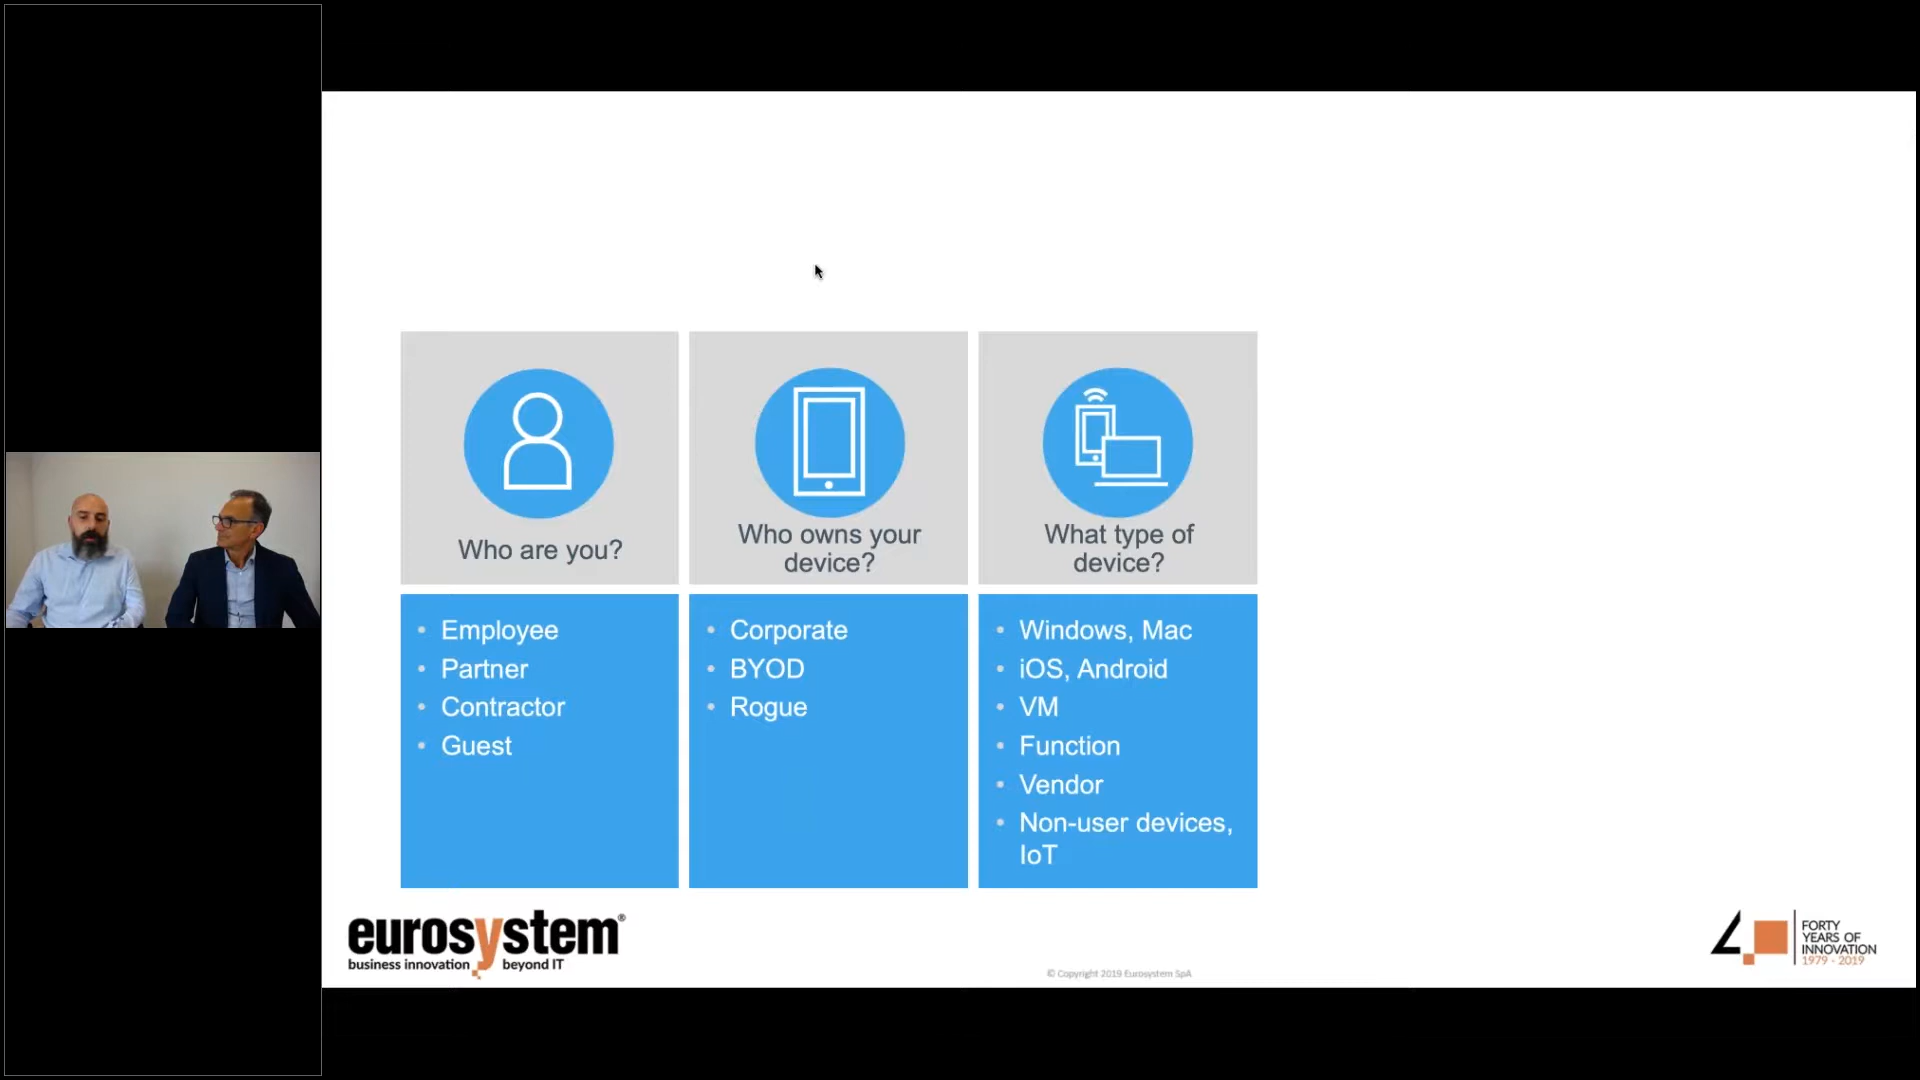 Who are you?
Who owns your
device?
What type of
device?
• Employee
• Partner
• Contractor
• Guest
• Corporate
• BYOD
• Rogue
• Windows, Mac
• iOS, Android
• VM
• Function
• Vendor
• Non-user devices,
IoT
eurosystem®
business innovation beyond IT
© Copyright 2019 Eurosystem SpA
40
FORTY
YEARS OF
INNOVATION
1979 - 2019